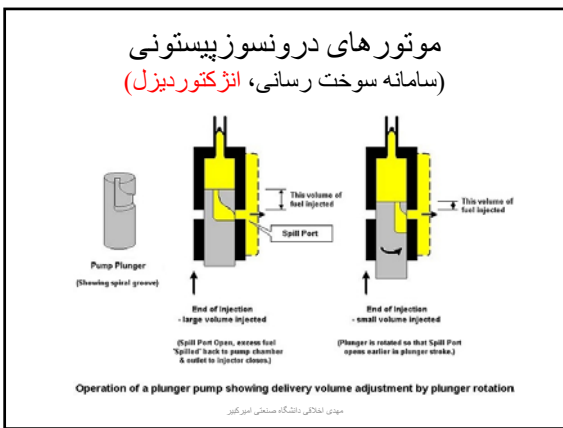 موتورهای درونسوزپیستونی
(سامانه سوخت رسانی، انژکتوردیزل)
This volume of
fuel injected
Spill Port
This volume of
fuel injected
Pump Plunger
(Showing spiral groove)
End of Injection
- large volume injected
(Spill Port Open, excess fuel
'Spilled' back to pump chamber
& outlet to injector closes.)
End of Injection
- small volume injected
(Plunger is rotated so that Spill Port
opens earlier in plunger stroke.)
Operation of a plunger pump showing delivery volume adjustment by plunger rotation
مهدی اخلاقی دانشگاه صنعتی امیرکبیر